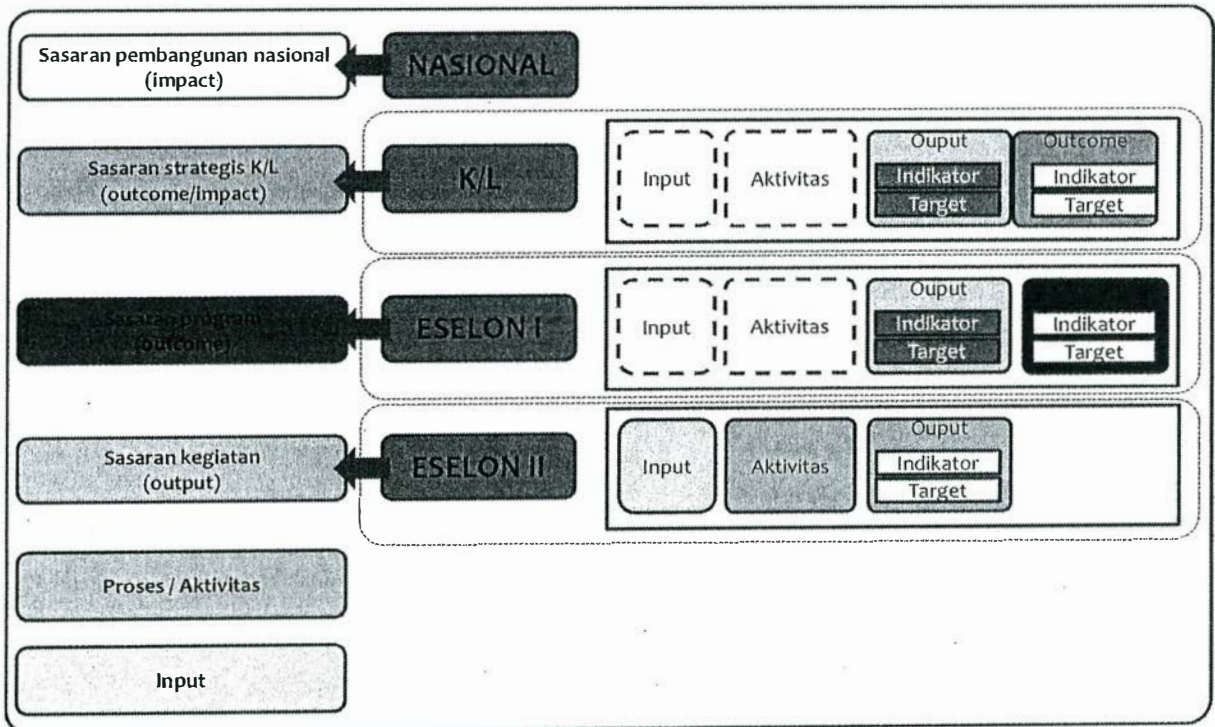 Sasaran pembangunan nasional
(impact)
NASIONAL
Sasaran strategis K/L
(outcome/impact)
K/L
Input
Aktivitas
Ouput
Indikator
Target
Outcome
Indikator
Target
Sasaran program
(outcome)
ESELON I
Input
Aktivitas
Ouput
Indikator
Target
Indikator
Target
Sasaran kegiatan
(output)
ESELON II
Input
Aktivitas
Ouput
Indikator
Target
Proses / Aktivitas
Input